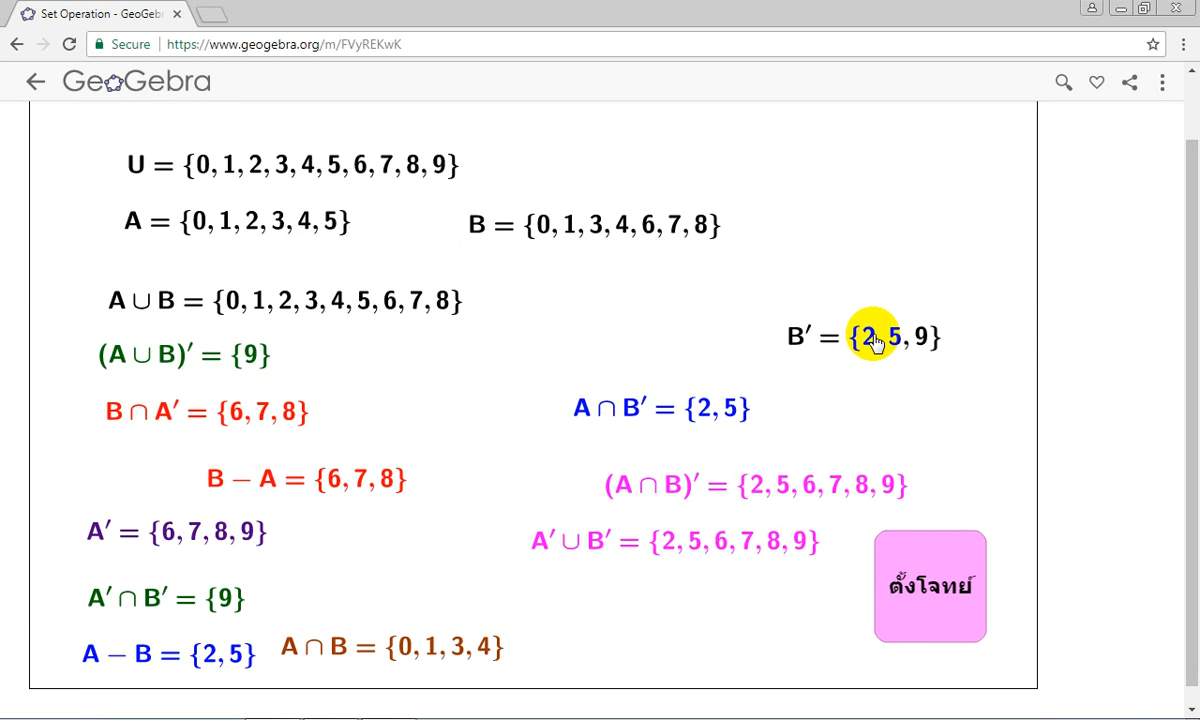 Set Operation - GeoGebr
Secure | https://www.geogebra.org/m/FVyREKwK
GeoGebra
U = {0, 1, 2, 3, 4, 5, 6, 7, 8, 9}
A = {0, 1, 2, 3, 4, 5} B = {0, 1, 3, 4, 6, 7, 8}
A ∪ B = {0, 1, 2, 3, 4, 5, 6, 7, 8}
B′ = {2, 5, 9}
(A ∪ B)′ = {9}
B ∩ A′ = {6, 7, 8} A ∩ B′ = {2, 5}
B − A = {6, 7, 8} (A ∩ B)′ = {2, 5, 6, 7, 8, 9}
A′ = {6, 7, 8, 9} A′ ∪ B′ = {2, 5, 6, 7, 8, 9}
ตั้งโจทย์
A′ ∩ B′ = {9}
A − B = {2, 5} A ∩ B = {0, 1, 3, 4}